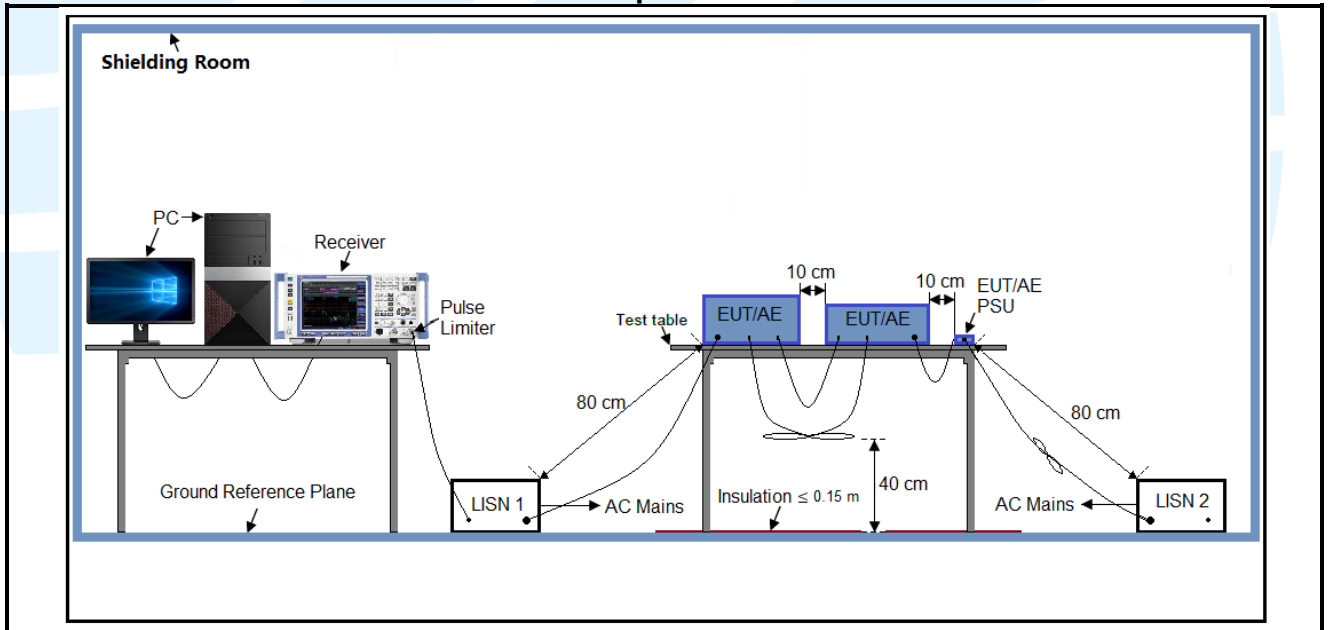 Shielding Room
PC
Receiver
Pulse
Limiter
10 cm
10 cm
EUT/AE
PSU
Test table
EUT/AE
EUT/AE
80 cm
80 cm
Ground Reference Plane
LISN 1
AC Mains
Insulation ≤ 0.15 m
40 cm
AC Mains
LISN 2